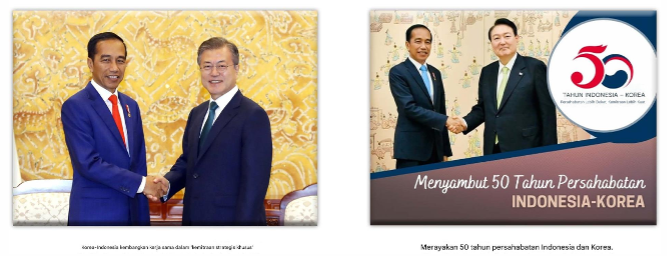 50
TAHUN INDONESIA – KOREA
Menyambut 50 Tahun Persahabatan
INDONESIA-KOREA
Korea-Indonesia kembangkan kerja sama dalam 'kemitraan strategis khusus'
Merayakan 50 tahun persahabatan Indonesia dan Korea.